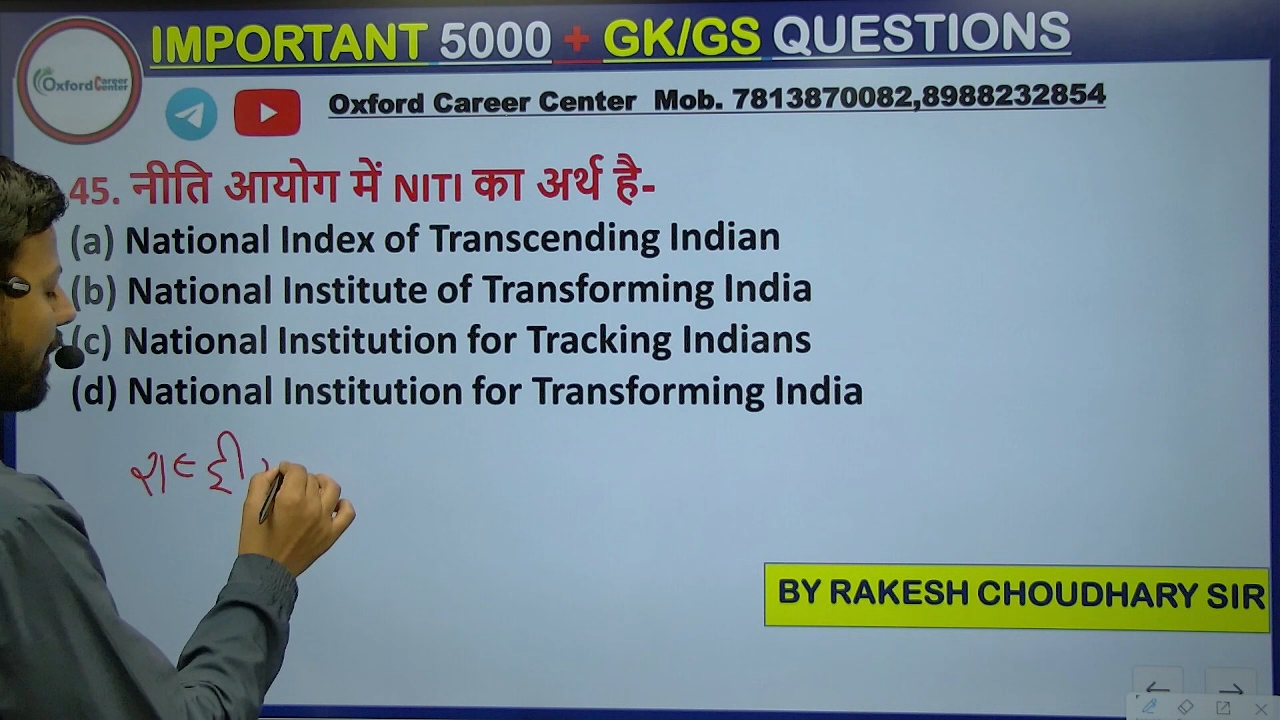 IMPORTANT 5000 + GK/GS QUESTIONS
Oxford Career Center
Oxford Career Center Mob. 7813870082,8988232854
45. नीति आयोग में NITI का अर्थ है-
(a) National Index of Transcending Indian
(b) National Institute of Transforming India
(c) National Institution for Tracking Indians
(d) National Institution for Transforming India
BY RAKESH CHOUDHARY SIR